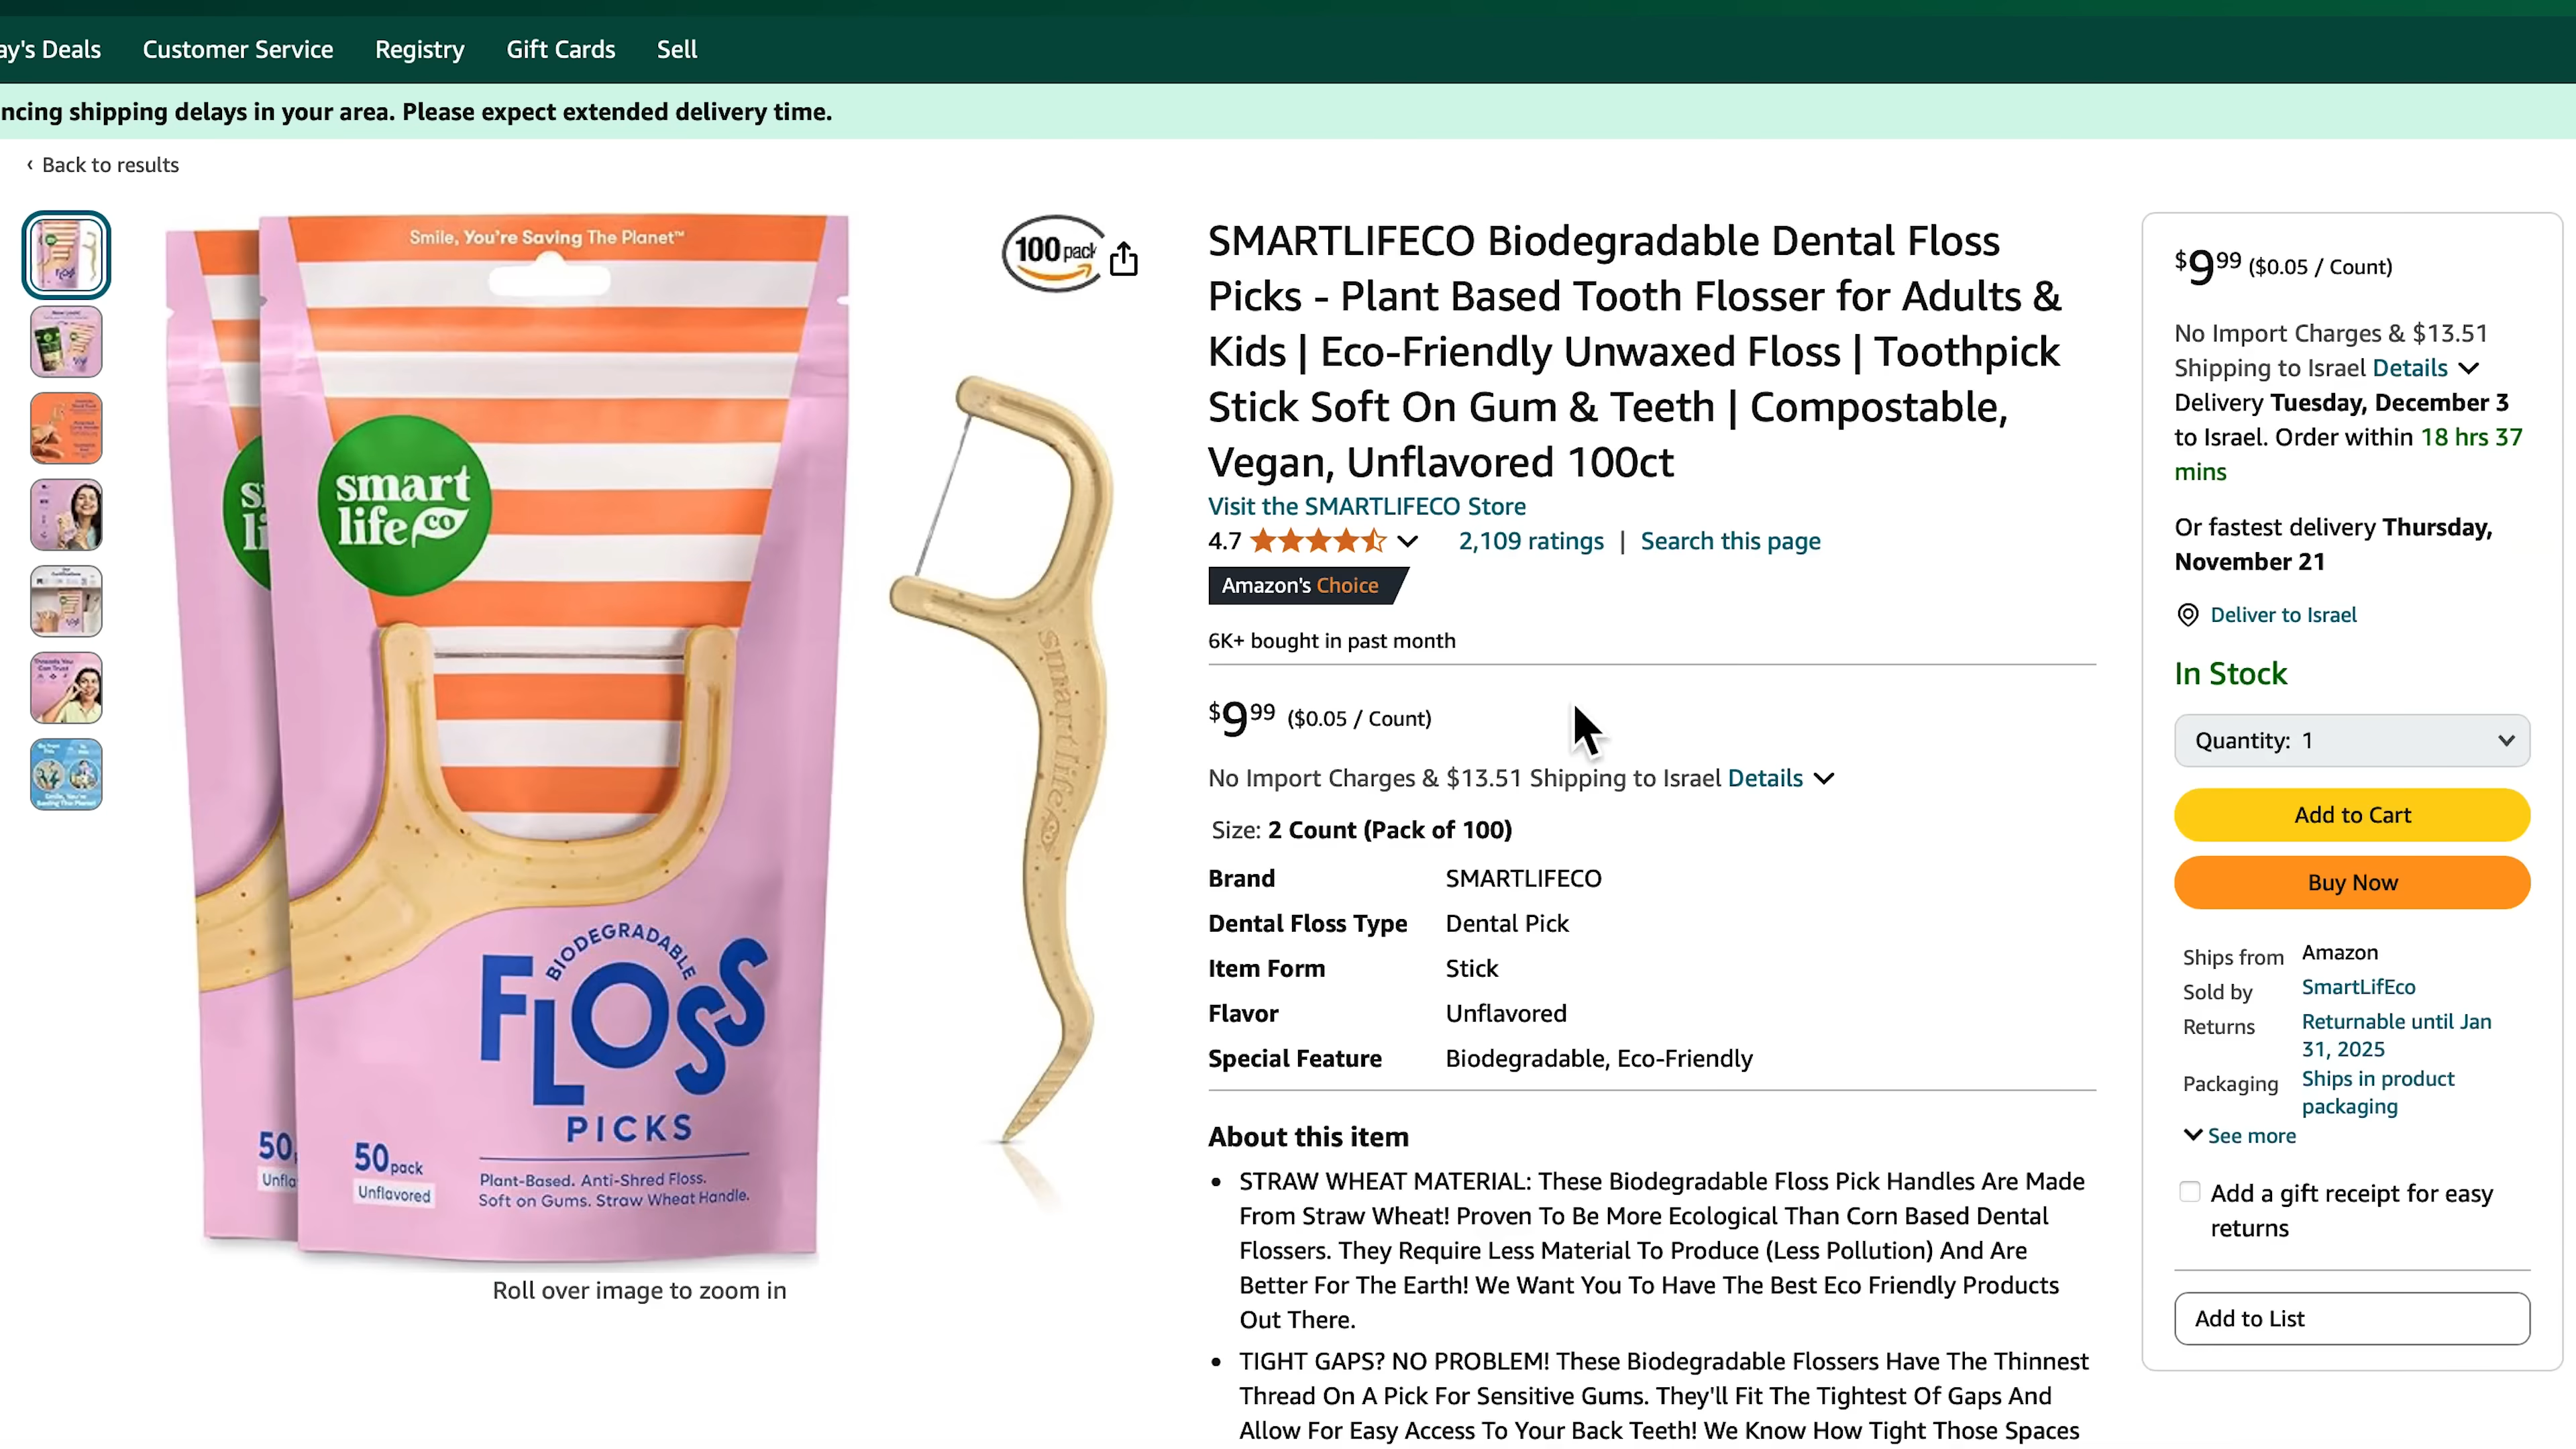 ay's Deals
Customer Service
Registry
Gift Cards
Sell
ncing shipping delays in your area. Please expect extended delivery time.
‹ Back to results
Smile, You're Saving The Planet™
smart
life co
BIODEGRADABLE
FLOSS
PICKS
50
50 pack
Unflavored
Plant-Based. Anti-Shred Floss.
Soft on Gums. Straw Wheat Handle.
100 pack
smartlife co
Roll over image to zoom in
SMARTLIFECO Biodegradable Dental Floss
Picks - Plant Based Tooth Flosser for Adults &
Kids | Eco-Friendly Unwaxed Floss | Toothpick
Stick Soft On Gum & Teeth | Compostable,
Vegan, Unflavored 100ct
Visit the SMARTLIFECO Store
4.7 2,109 ratings | Search this page
Amazon's Choice
6K+ bought in past month
$9.99 ($0.05 / Count)
No Import Charges & $13.51 Shipping to Israel Details
Size: 2 Count (Pack of 100)
Brand SMARTLIFECO
Dental Floss Type Dental Pick
Item Form Stick
Flavor Unflavored
Special Feature Biodegradable, Eco-Friendly
About this item
• STRAW WHEAT MATERIAL: These Biodegradable Floss Pick Handles Are Made
From Straw Wheat! Proven To Be More Ecological Than Corn Based Dental
Flossers. They Require Less Material To Produce (Less Pollution) And Are
Better For The Earth! We Want You To Have The Best Eco Friendly Products
Out There.
• TIGHT GAPS? NO PROBLEM! These Biodegradable Flossers Have The Thinnest
Thread On A Pick For Sensitive Gums. They'll Fit The Tightest Of Gaps And
Allow For Easy Access To Your Back Teeth! We Know How Tight Those Spaces
$9.99 ($0.05 / Count)
No Import Charges & $13.51
Shipping to Israel Details
Delivery Tuesday, December 3
to Israel. Order within 18 hrs 37
mins
Or fastest delivery Thursday,
November 21
Deliver to Israel
In Stock
Quantity: 1
Add to Cart
Buy Now
Ships from Amazon
Sold by SmartLifEco
Returns Returnable until Jan
31, 2025
Packaging Ships in product
packaging
See more
Add a gift receipt for easy
returns
Add to List